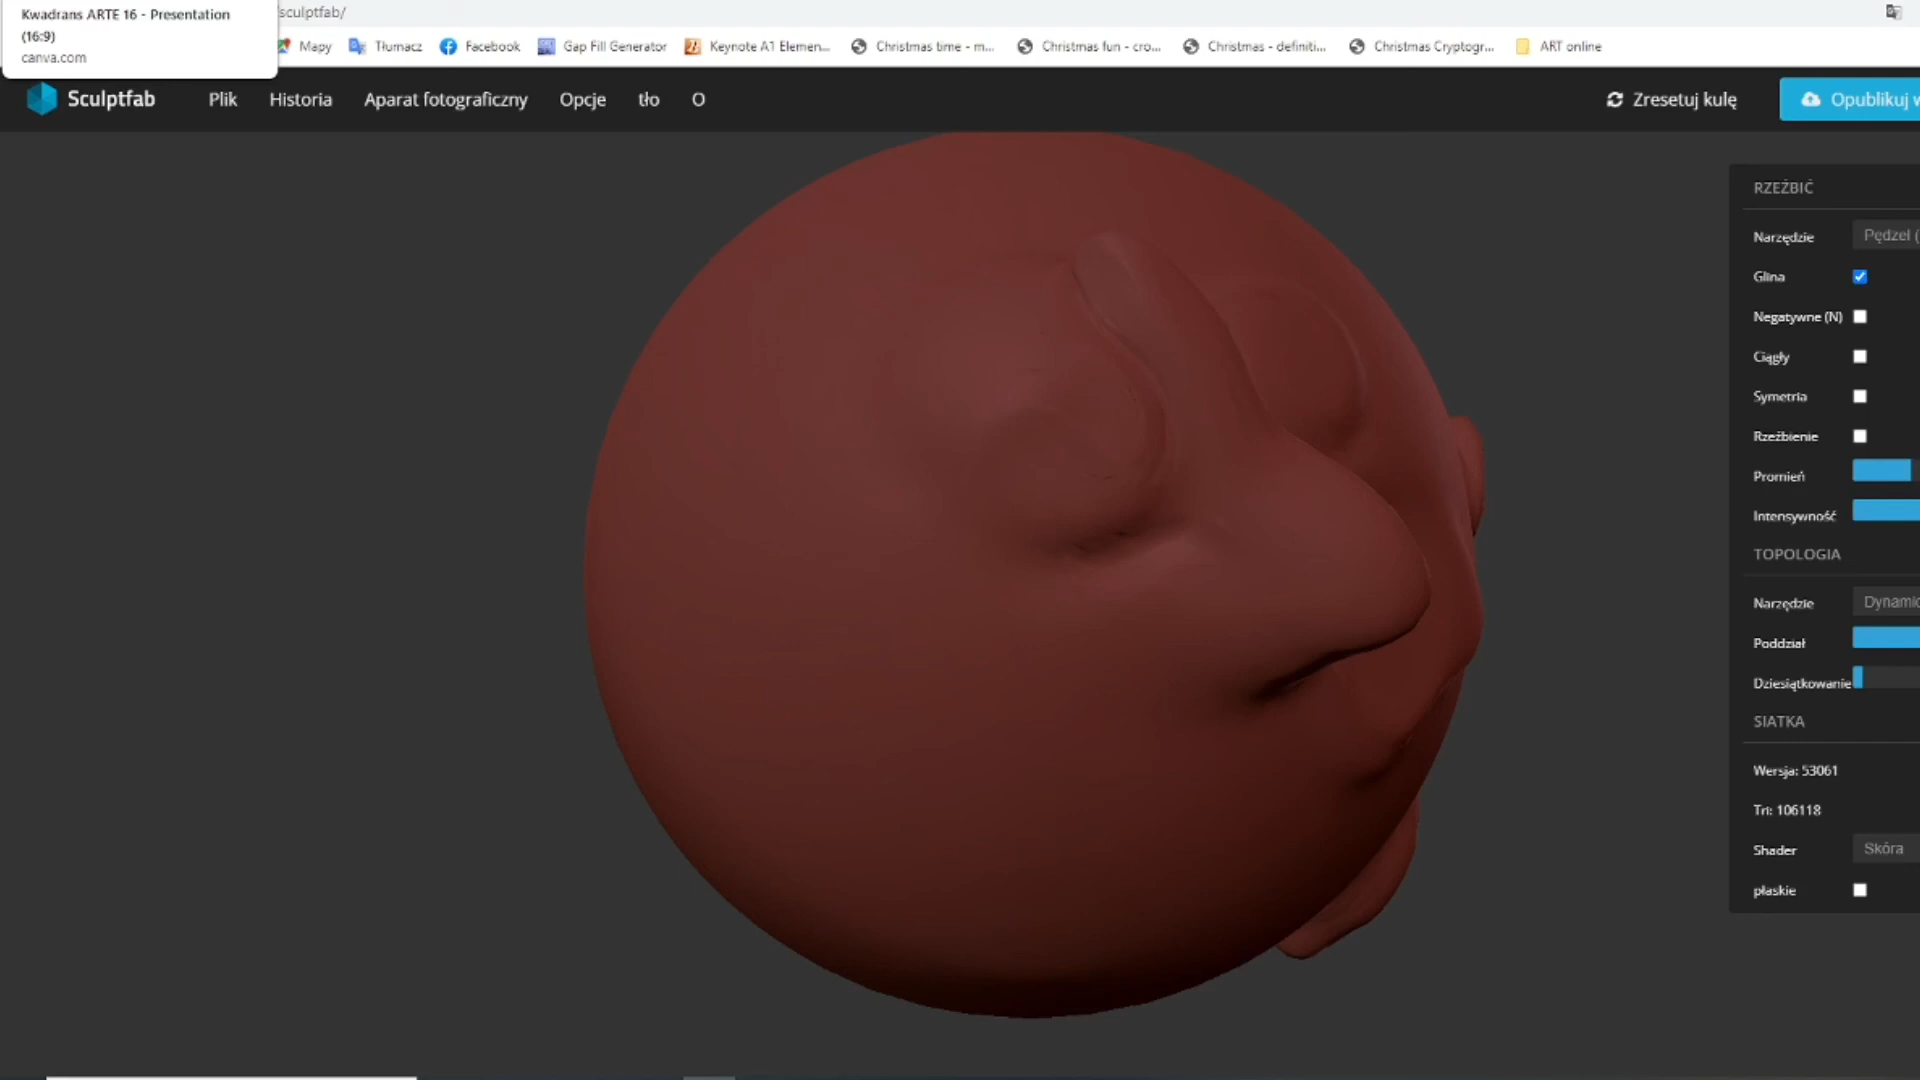 Kwadrans ARTE 16 - Presentation
(16:9)
canva.com
sculptfab/
Mapy Tłumacz Facebook Gap Fill Generator Keynote A1 Elemen... Christmas time - m... Christmas fun - cro... Christmas - definiti... Christmas Cryptogr... ART online
Sculptfab Plik Historia Aparat fotograficzny Opcje tło O Zresetuj kulę Opublikuj w
RZEŹBIĆ
Narzędzie Pędzel (
Glina
Negatywne (N)
Ciągły
Symetria
Rzeźbienie
Promień
Intensywność
TOPOLOGIA
Narzędzie Dynamic
Poddział
Dziesiątkowanie
SIATKA
Wersja: 53061
Tri: 106118
Shader Skóra
płaskie